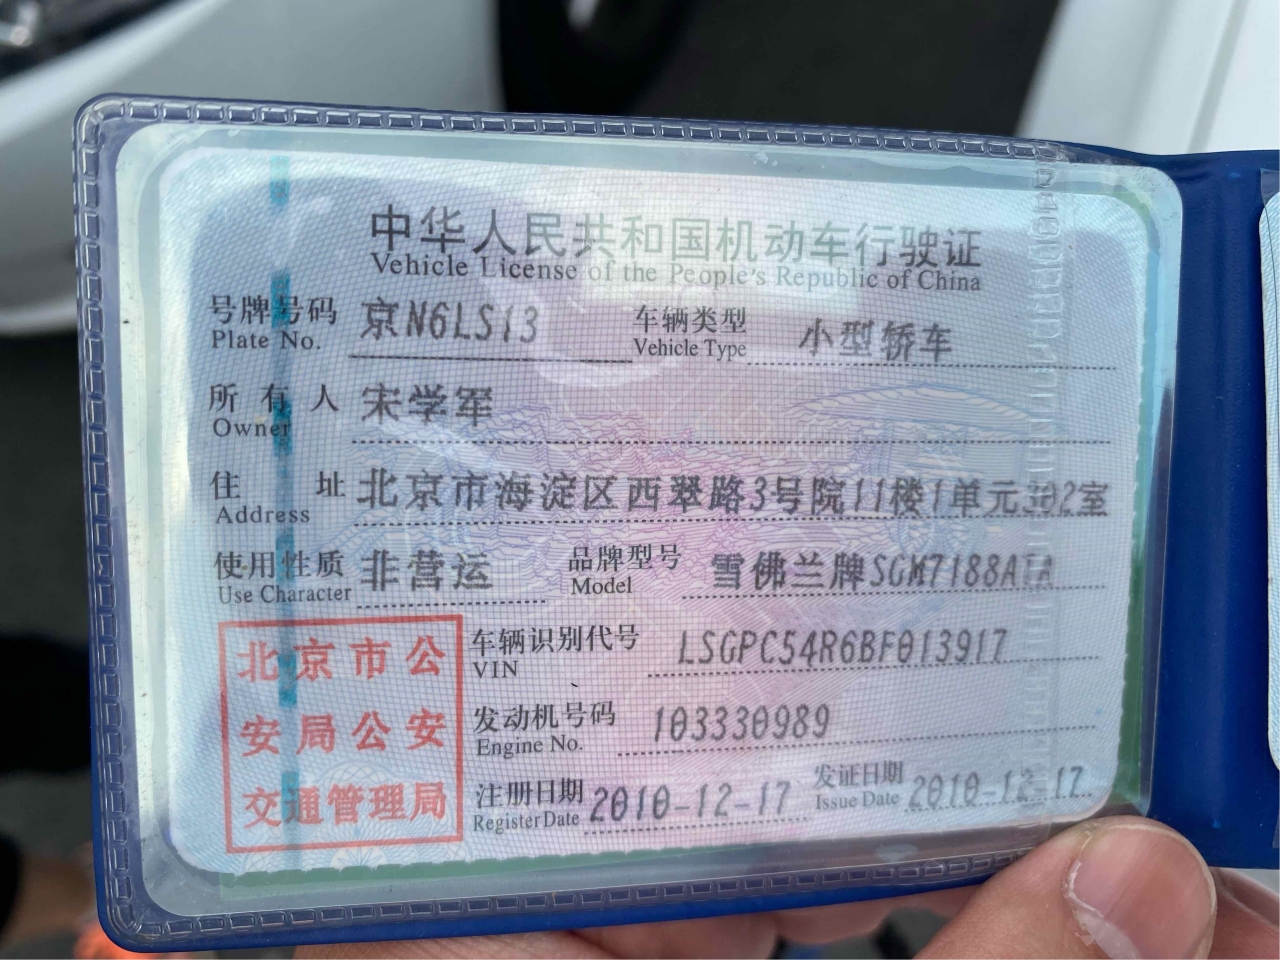 中华人民共和国机动车行驶证
Vehicle License of the People's Republic of China
号牌号码 京N6LS13 车辆类型 小型轿车
Plate No. Vehicle Type
所有人 宋学军
Owner
住址 北京市海淀区西翠路3号院11楼1单元302室
Address
使用性质 非营运 品牌型号 雪佛兰牌SGM7188ATA
Use Character Model
北京市公
安局公安
交通管理局
车辆识别代号 LSGPC54R6BF013917
VIN
发动机号码 103330989
Engine No.
注册日期 2010-12-17 发证日期 2010-12-17
Register Date Issue Date